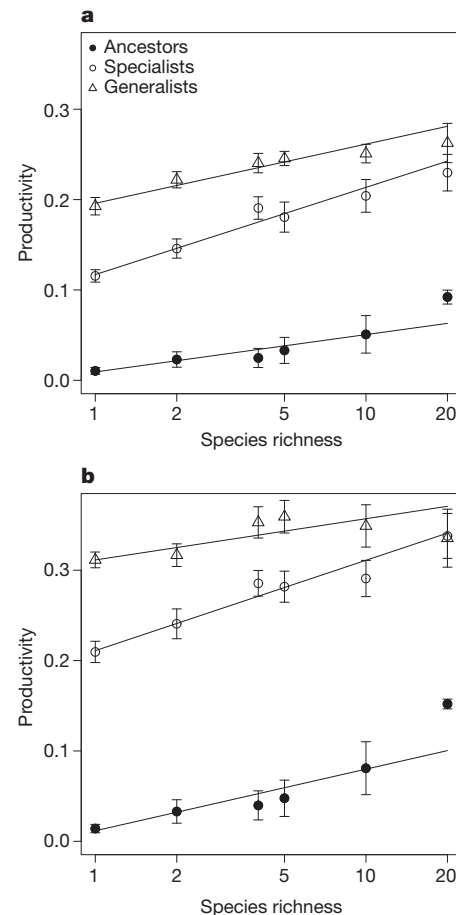 a
Ancestors
Specialists
Generalists
0.3
0.2
0.1
0.0
Productivity
1 2 5 10 20
Species richness
b
0.3
0.2
0.1
0.0
Productivity
1 2 5 10 20
Species richness